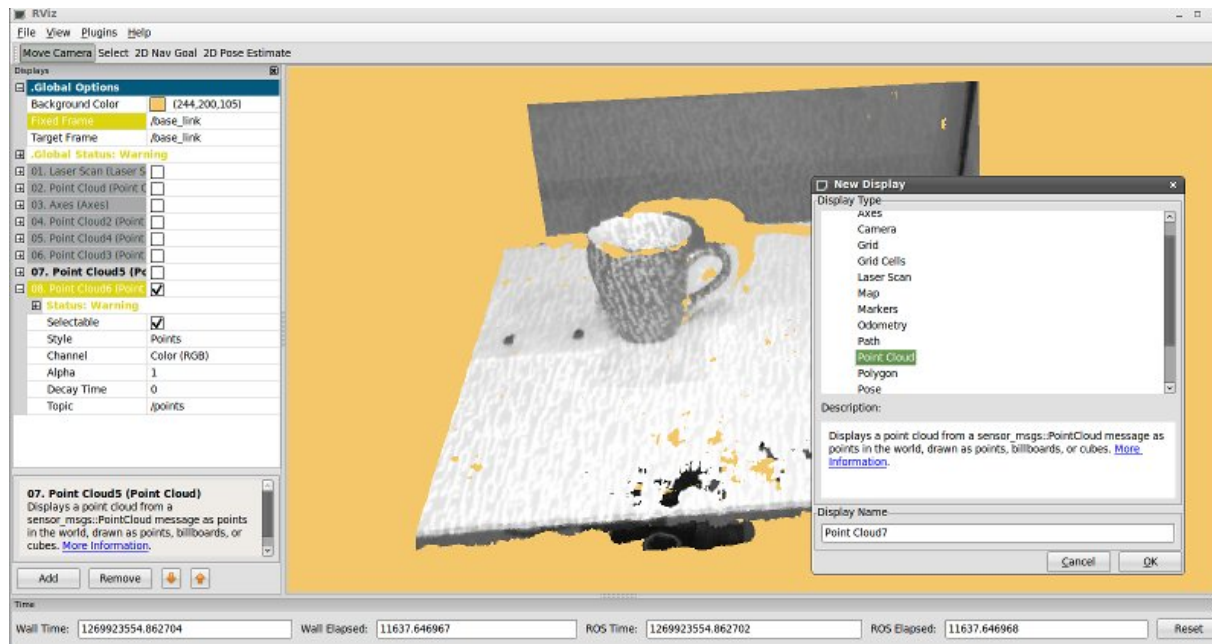 RViz
File View Plugins Help
Move Camera Select 2D Nav Goal 2D Pose Estimate
Displays
.Global Options
Background Color (244,200,105)
Fixed Frame /base_link
Target Frame /base_link
.Global Status: Warning
01. Laser Scan (Laser S
02. Point Cloud (Point C
03. Axes (Axes)
04. Point Cloud2 (Point
05. Point Cloud4 (Point
06. Point Cloud3 (Point
07. Point Cloud5 (Po
08. Point Cloud6 (Point
Status: Warning
Selectable
Style Points
Channel Color (RGB)
Alpha 1
Decay Time 0
Topic /points
07. Point Cloud5 (Point Cloud)
Displays a point cloud from a
sensor_msgs::PointCloud message as points
in the world, drawn as points, billboards, or
cubes. More Information.
Add Remove
New Display
Display Type
Axes
Camera
Grid
Grid Cells
Laser Scan
Map
Markers
Odometry
Path
Point Cloud
Polygon
Pose
Description:
Displays a point cloud from a sensor_msgs::PointCloud message as
points in the world, drawn as points, billboards, or cubes. More
Information.
Display Name
Point Cloud7
Cancel OK
Time
Wall Time: 1269923554.862704 Wall Elapsed: 11637.646967 ROS Time: 1269923554.862702 ROS Elapsed: 11637.646968 Reset